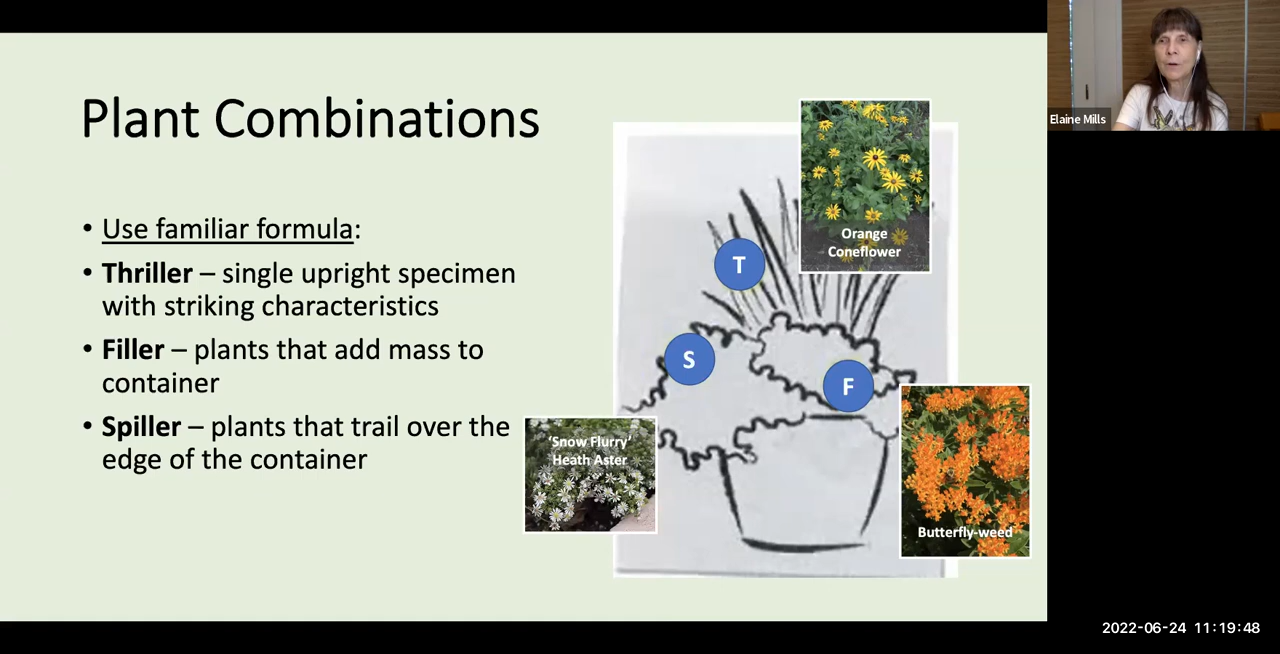 Plant Combinations
• Use familiar formula:
• Thriller – single upright specimen
with striking characteristics
• Filler – plants that add mass to
container
• Spiller – plants that trail over the
edge of the container
T
S
F
Orange
Coneflower
'Snow Flurry'
Heath Aster
Butterfly-weed
Elaine Mills
2022-06-24 11:19:48